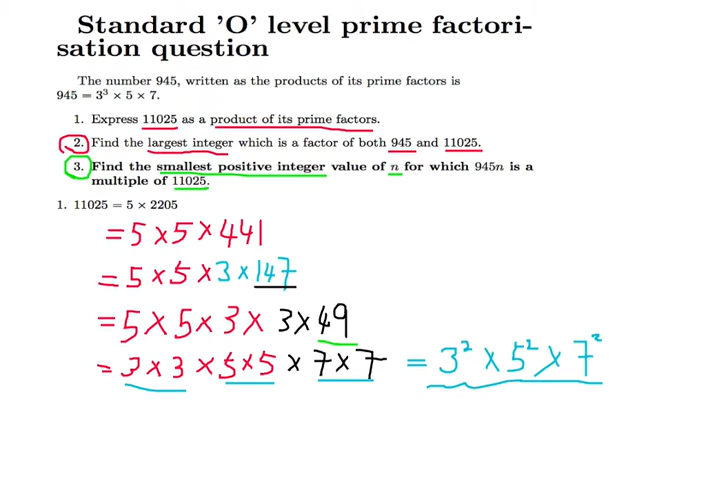 Standard 'O' level prime factori-
sation question
The number 945, written as the products of its prime factors is
945 = 3³ × 5 × 7.
1. Express 11025 as a product of its prime factors.
2. Find the largest integer which is a factor of both 945 and 11025.
3. Find the smallest positive integer value of n for which 945n is a
multiple of 11025.
1. 11025 = 5 × 2205
= 5 × 5 × 441
= 5 × 5 × 3 × 147
= 5 × 5 × 3 × 3 × 49
= 3 × 3 × 5 × 5 × 7 × 7 = 3² × 5² × 7²